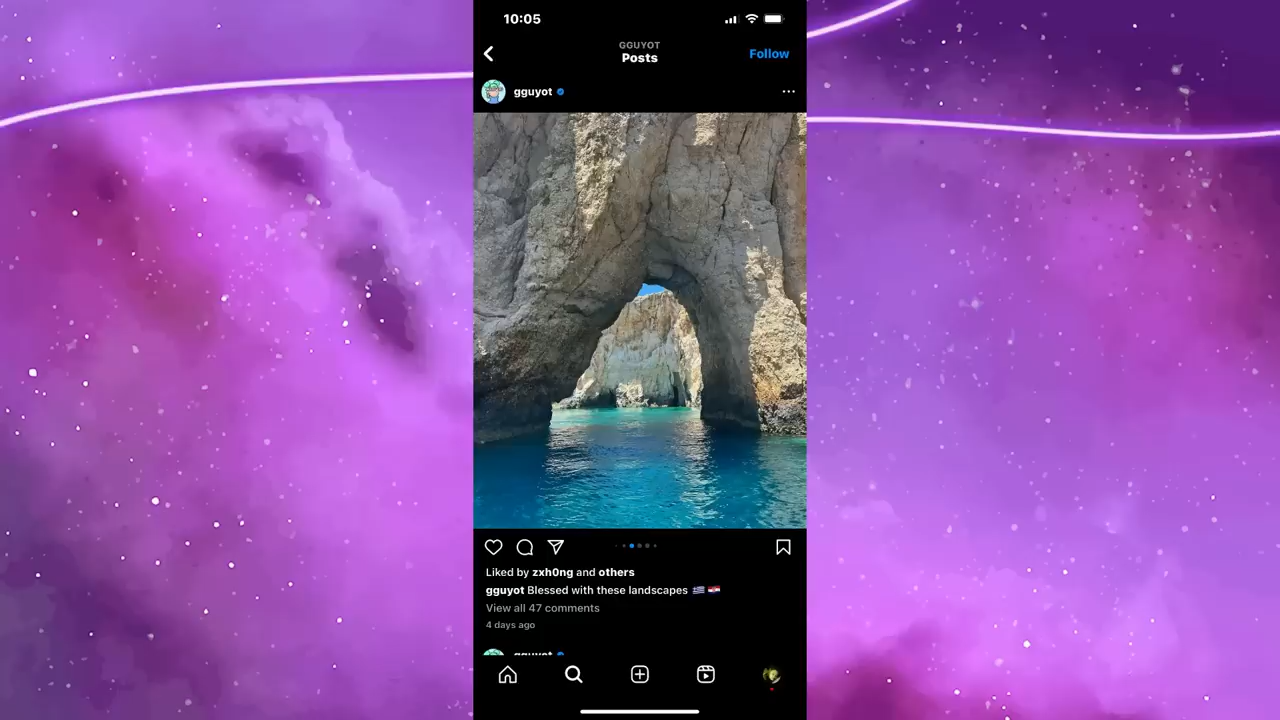 10:05
GGUYOT
Posts
Follow
gguyot
Liked by zxh0ng and others
gguyot Blessed with these landscapes 🇬🇷 🇭🇷
View all 47 comments
4 days ago
gguyot